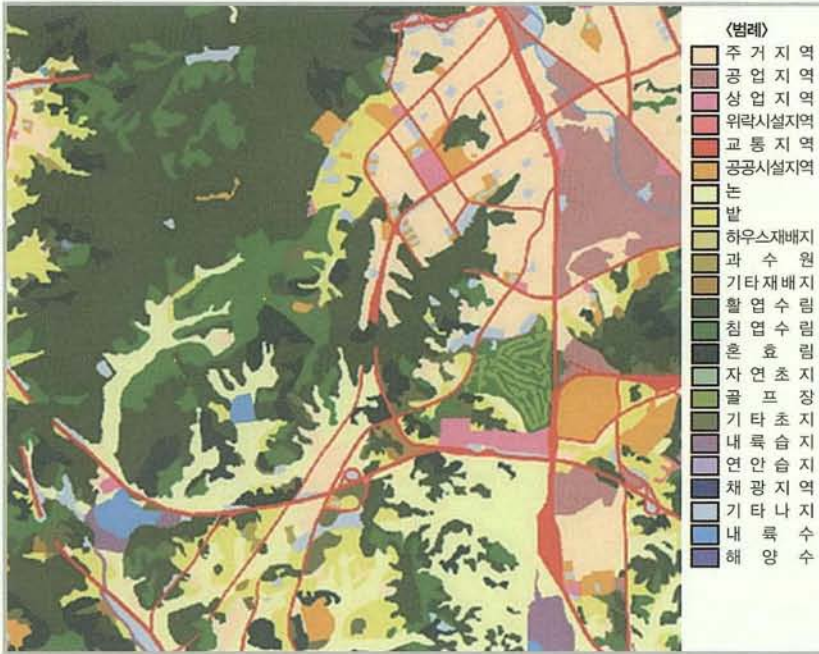 〈범례〉
주 거 지 역
공 업 지 역
상 업 지 역
위락시설지역
교 통 지 역
공공시설지역
논
밭
하우스재배지
과 수 원
기타재배지
활 엽 수 림
침 엽 수 림
혼 효 림
자 연 초 지
골 프 장
기 타 초 지
내 륙 습 지
연 안 습 지
채 광 지 역
기 타 나 지
내 륙 수
해 양 수